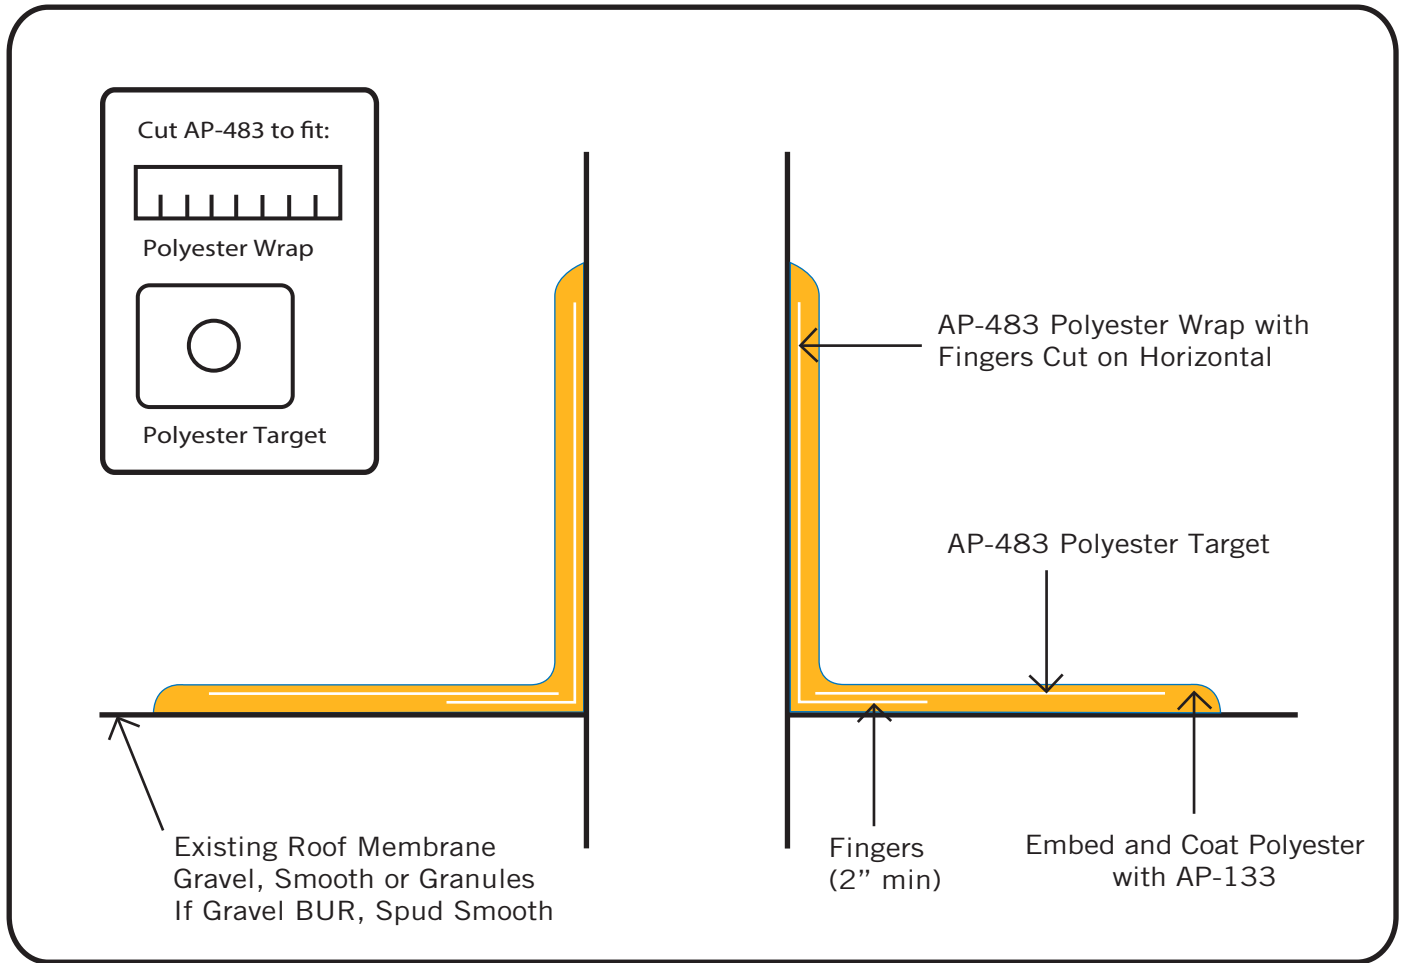 Cut AP-483 to fit:
Polyester Wrap
Polyester Target
AP-483 Polyester Wrap with
Fingers Cut on Horizontal
AP-483 Polyester Target
Existing Roof Membrane
Gravel, Smooth or Granules
If Gravel BUR, Spud Smooth
Fingers
(2” min)
Embed and Coat Polyester
with AP-133